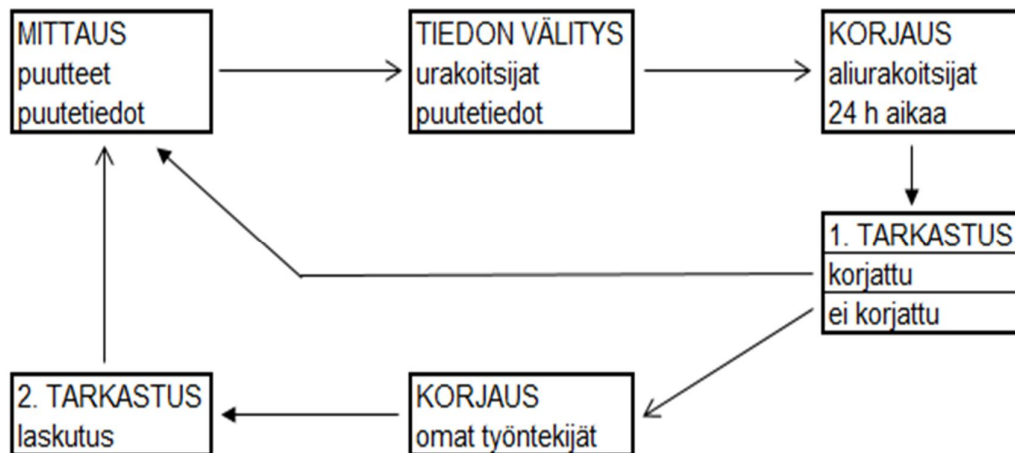 MITTAUS
puutteet
puutetiedot
TIEDON VÄLITYS
urakoitsijat
puutetiedot
KORJAUS
aliurakoitsijat
24 h aikaa
1. TARKASTUS
korjattu
ei korjattu
KORJAUS
omat työntekijät
2. TARKASTUS
laskutus